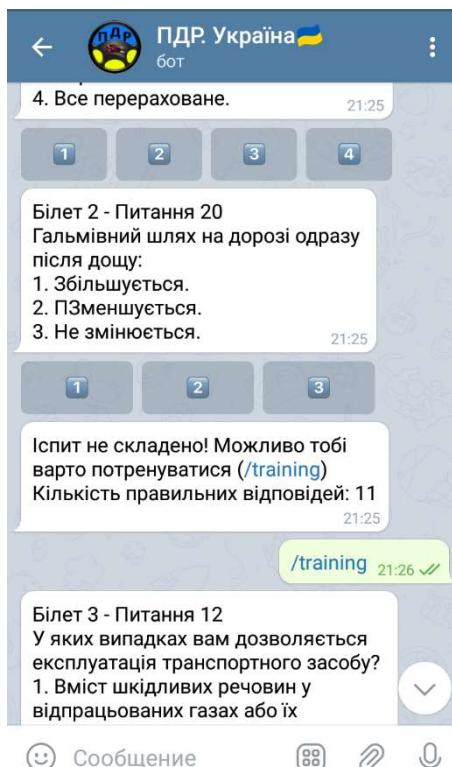 ПДР
ПДР. Україна
бот
4. Все перераховане.
21:25
1 2 3 4
Білет 2 - Питання 20
Гальмівний шлях на дорозі одразу
після дощу:
1. Збільшується.
2. ПЗменшується.
3. Не змінюється.
21:25
1 2 3
Іспит не складено! Можливо тобі
варто потренуватися (/training)
Кількість правильних відповідей: 11
21:25
/training 21:26
Білет 3 - Питання 12
У яких випадках вам дозволяється
експлуатація транспортного засобу?
1. Вміст шкідливих речовин у
відпрацьованих газах або їх
Сообщение